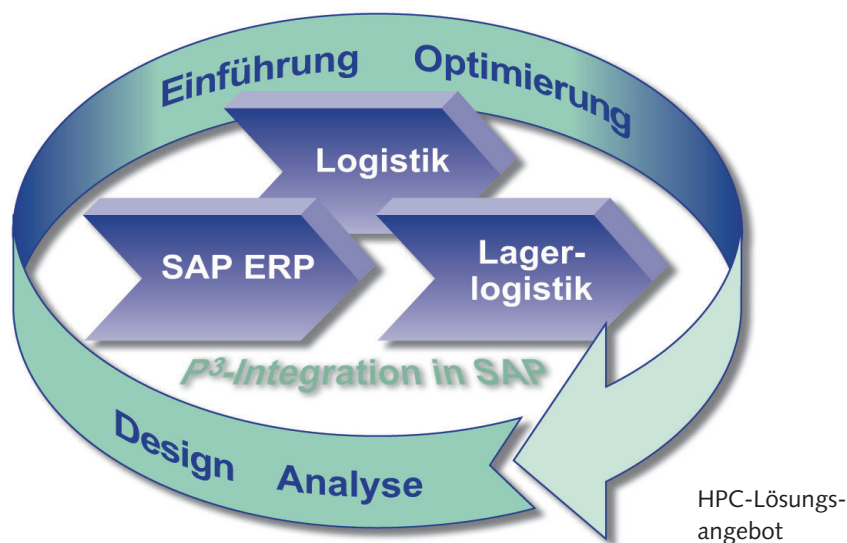 Einführung Optimierung
Logistik
SAP ERP
Lager-
logistik
P³-Integration in SAP
Design Analyse
HPC-Lösungs-
angebot